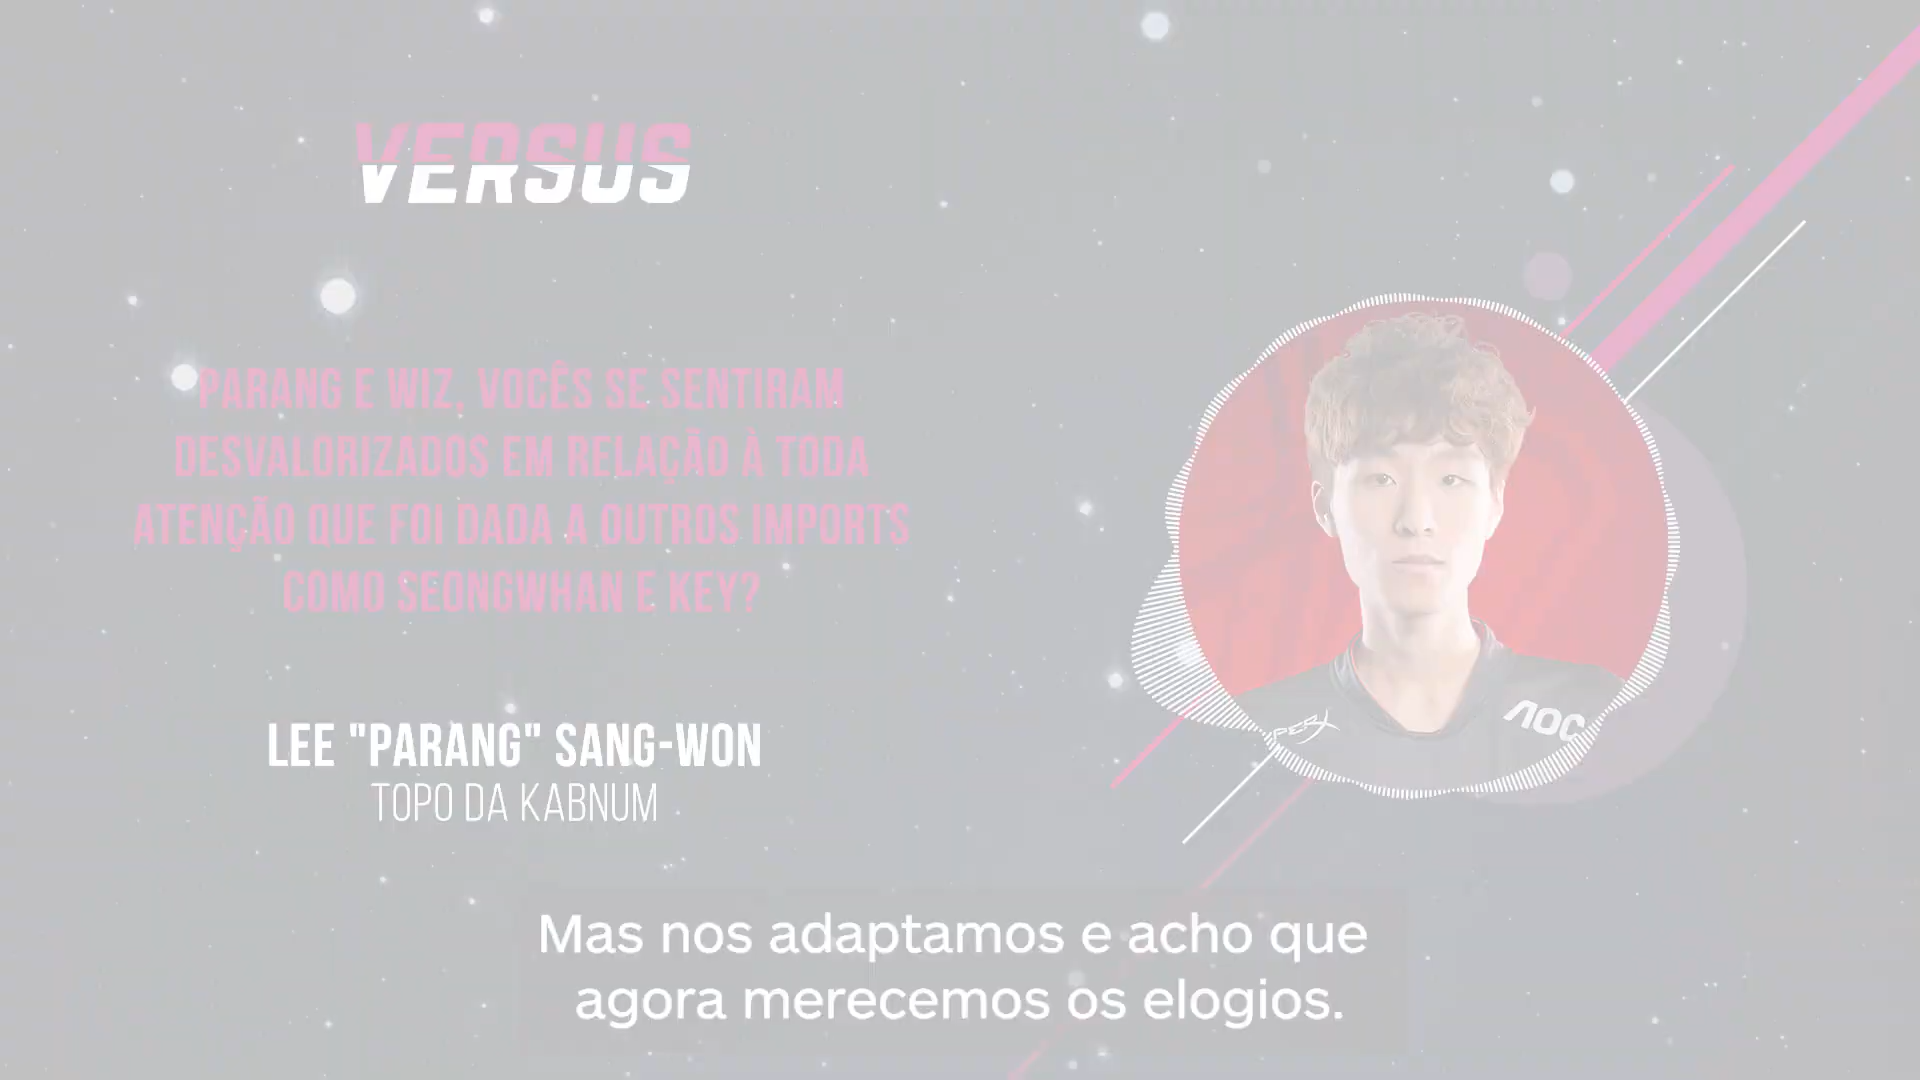 VERSUS
PARANG E WIZ, VOCÊS SE SENTIRAM
DESVALORIZADOS EM RELAÇÃO À TODA
ATENÇÃO QUE FOI DADA A OUTROS IMPORTS
COMO SEONGWHAN E KEY?
LEE "PARANG" SANG-WON
TOPO DA KABNUM
AOC
Mas nos adaptamos e acho que
agora merecemos os elogios.